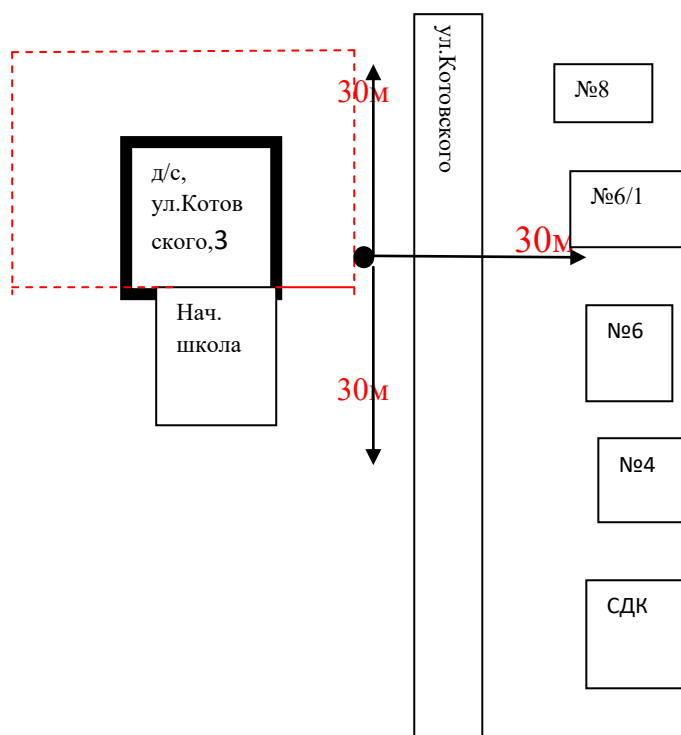 ул.Котовского
30м
№8
д/с,
ул.Котов
ского,3
№6/1
30м
Нач.
школа
№6
30м
№4
СДК